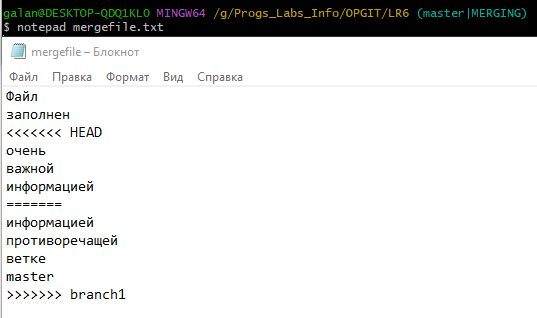 galan@DESKTOP-QDQ1KLO MINGW64 /g/Progs_Labs_Info/OPGIT/LR6 (master|MERGING)
$ notepad mergefile.txt
mergefile – Блокнот
Файл Правка Формат Вид Справка
Файл
заполнен
<<<<<<< HEAD
очень
важной
информацией
=======
информацией
противоречащей
ветке
master
>>>>>>> branch1